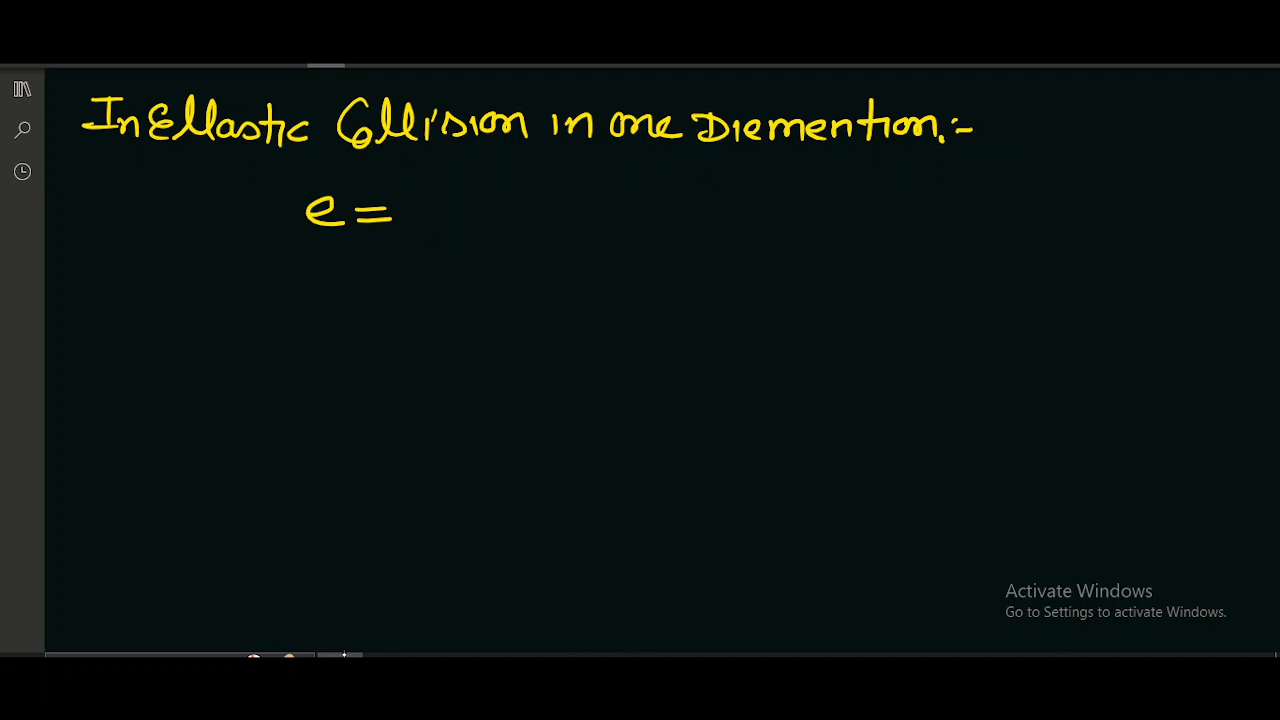 InEllastic Collision in one Diemention:-
e=
Activate Windows
Go to Settings to activate Windows.